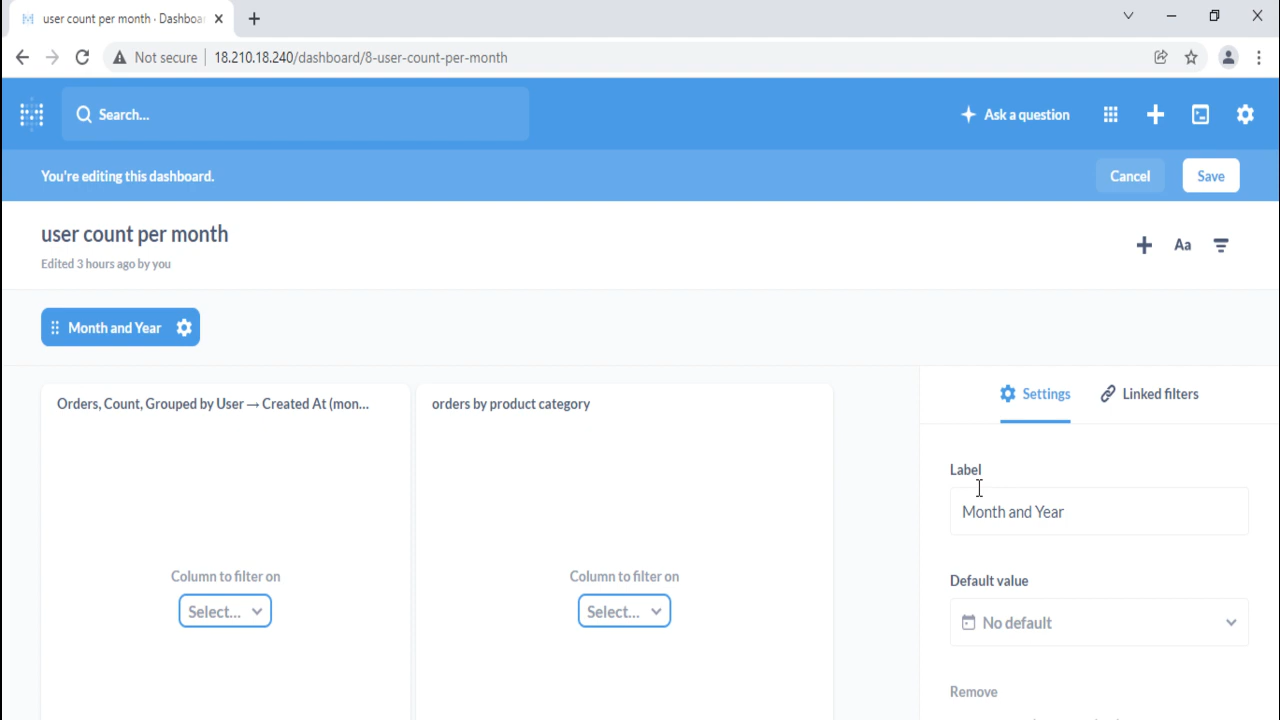 user count per month · Dashboa
Not secure
18.210.18.240/dashboard/8-user-count-per-month
Search...
Ask a question
You're editing this dashboard.
Cancel
Save
user count per month
Edited 3 hours ago by you
Aa
Month and Year
Orders, Count, Grouped by User → Created At (mon...
orders by product category
Settings
Linked filters
Label
Month and Year
Column to filter on
Column to filter on
Select...
Select...
Default value
No default
Remove